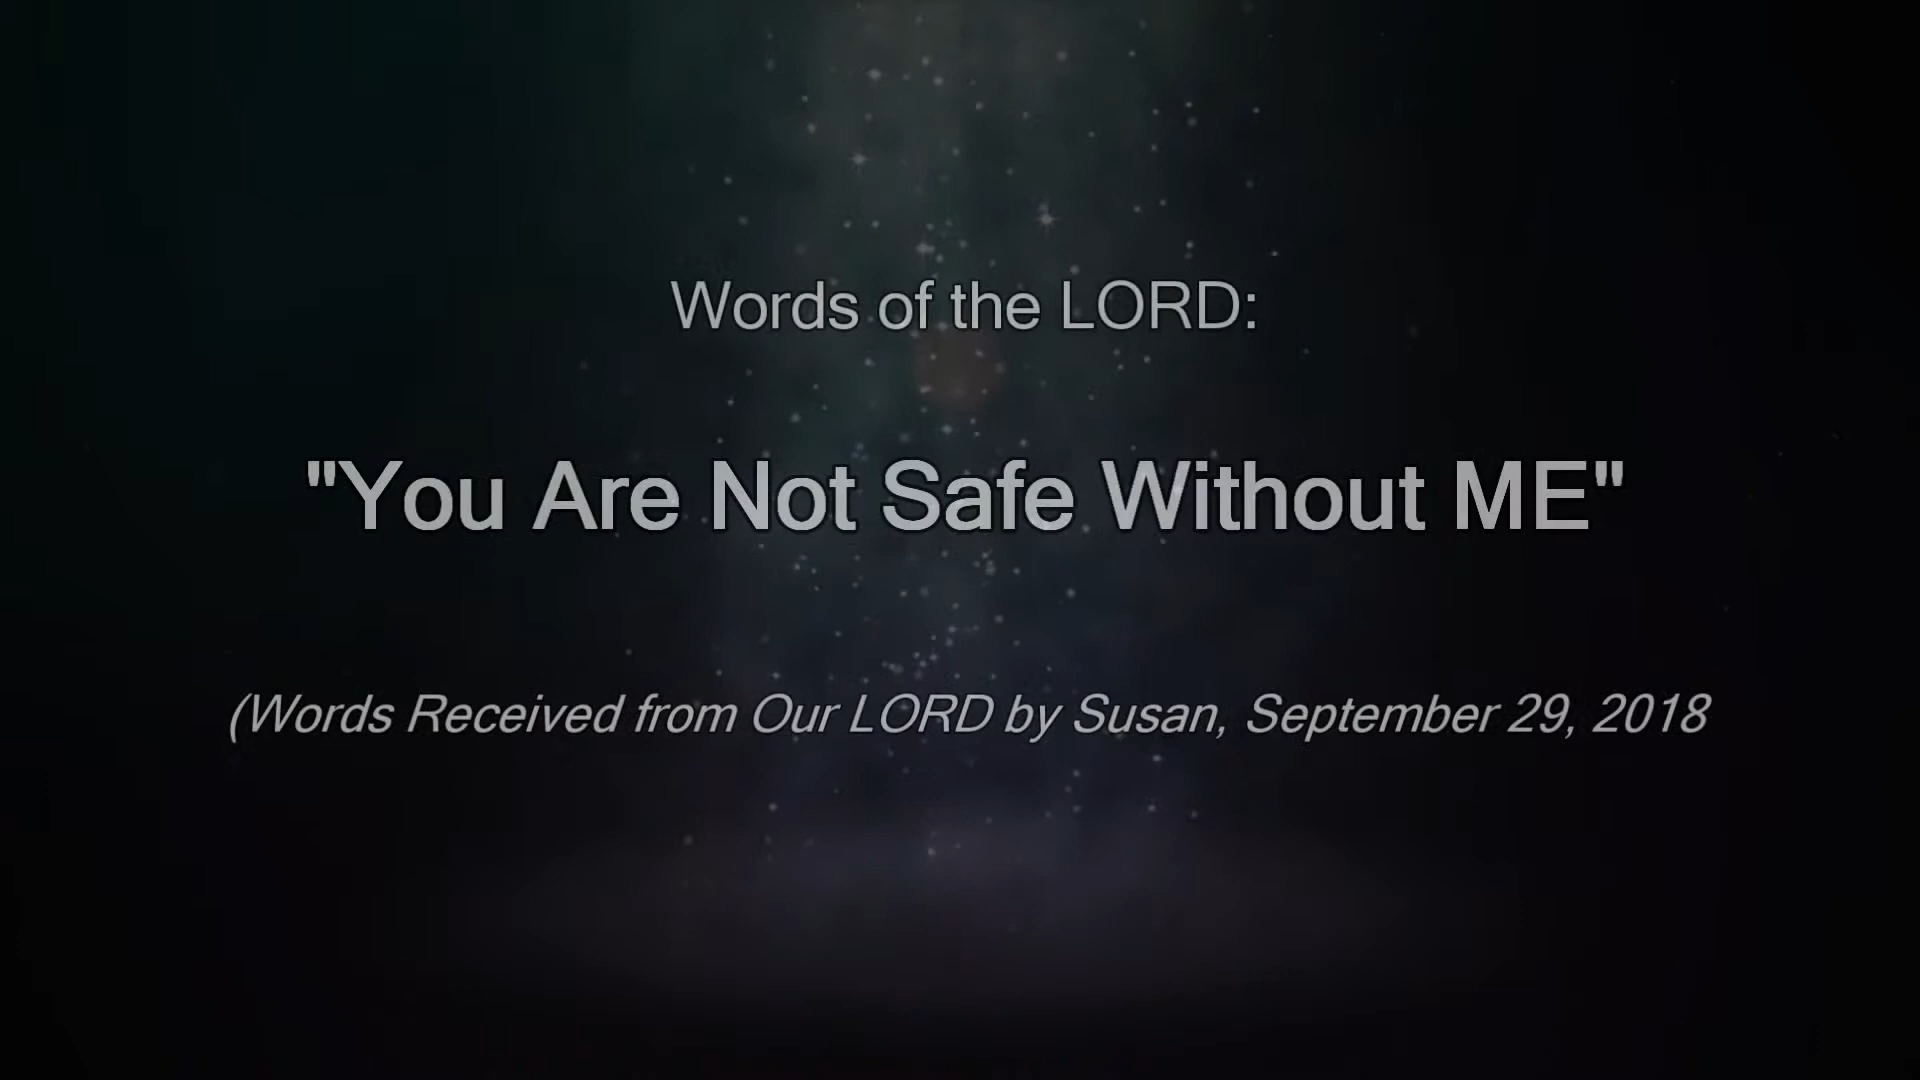 Words of the LORD:
"You Are Not Safe Without ME"
(Words Received from Our LORD by Susan, September 29, 2018